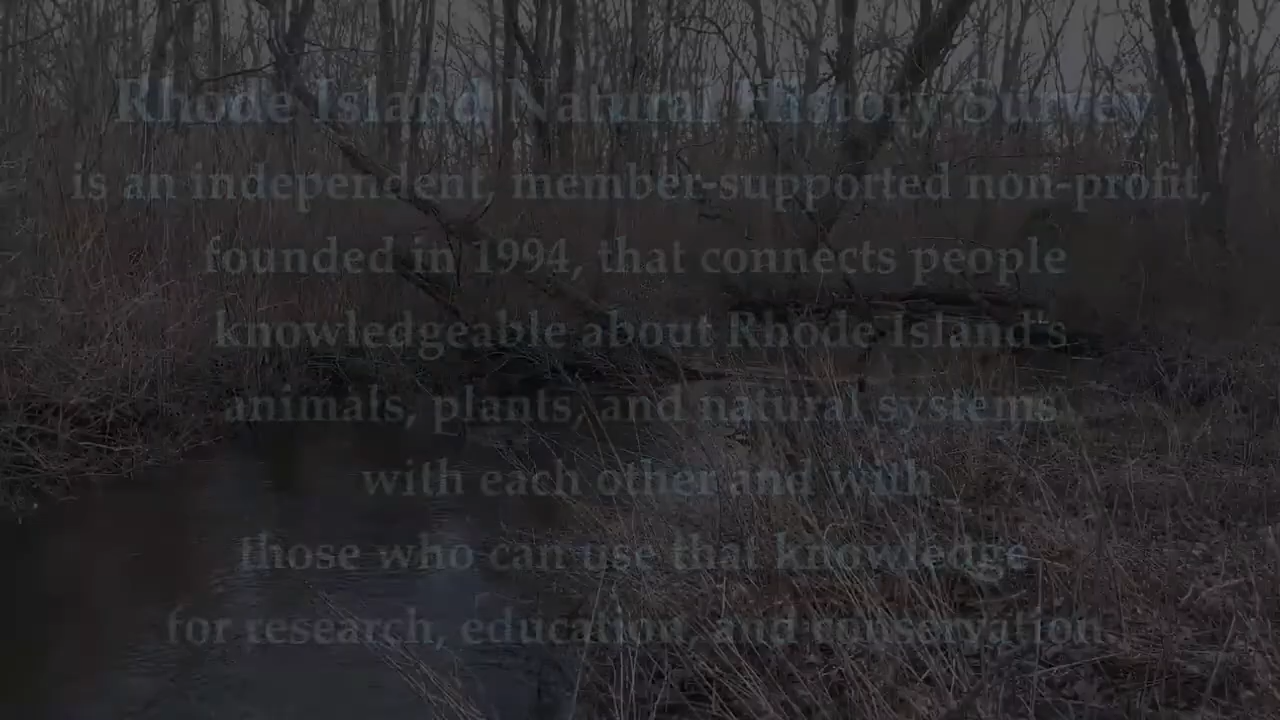 Rhode Island Natural History Survey
is an independent, member-supported non-profit,
founded in 1994, that connects people
knowledgeable about Rhode Island's
animals, plants, and natural systems
with each other and with
those who can use that knowledge
for research, education, and conservation